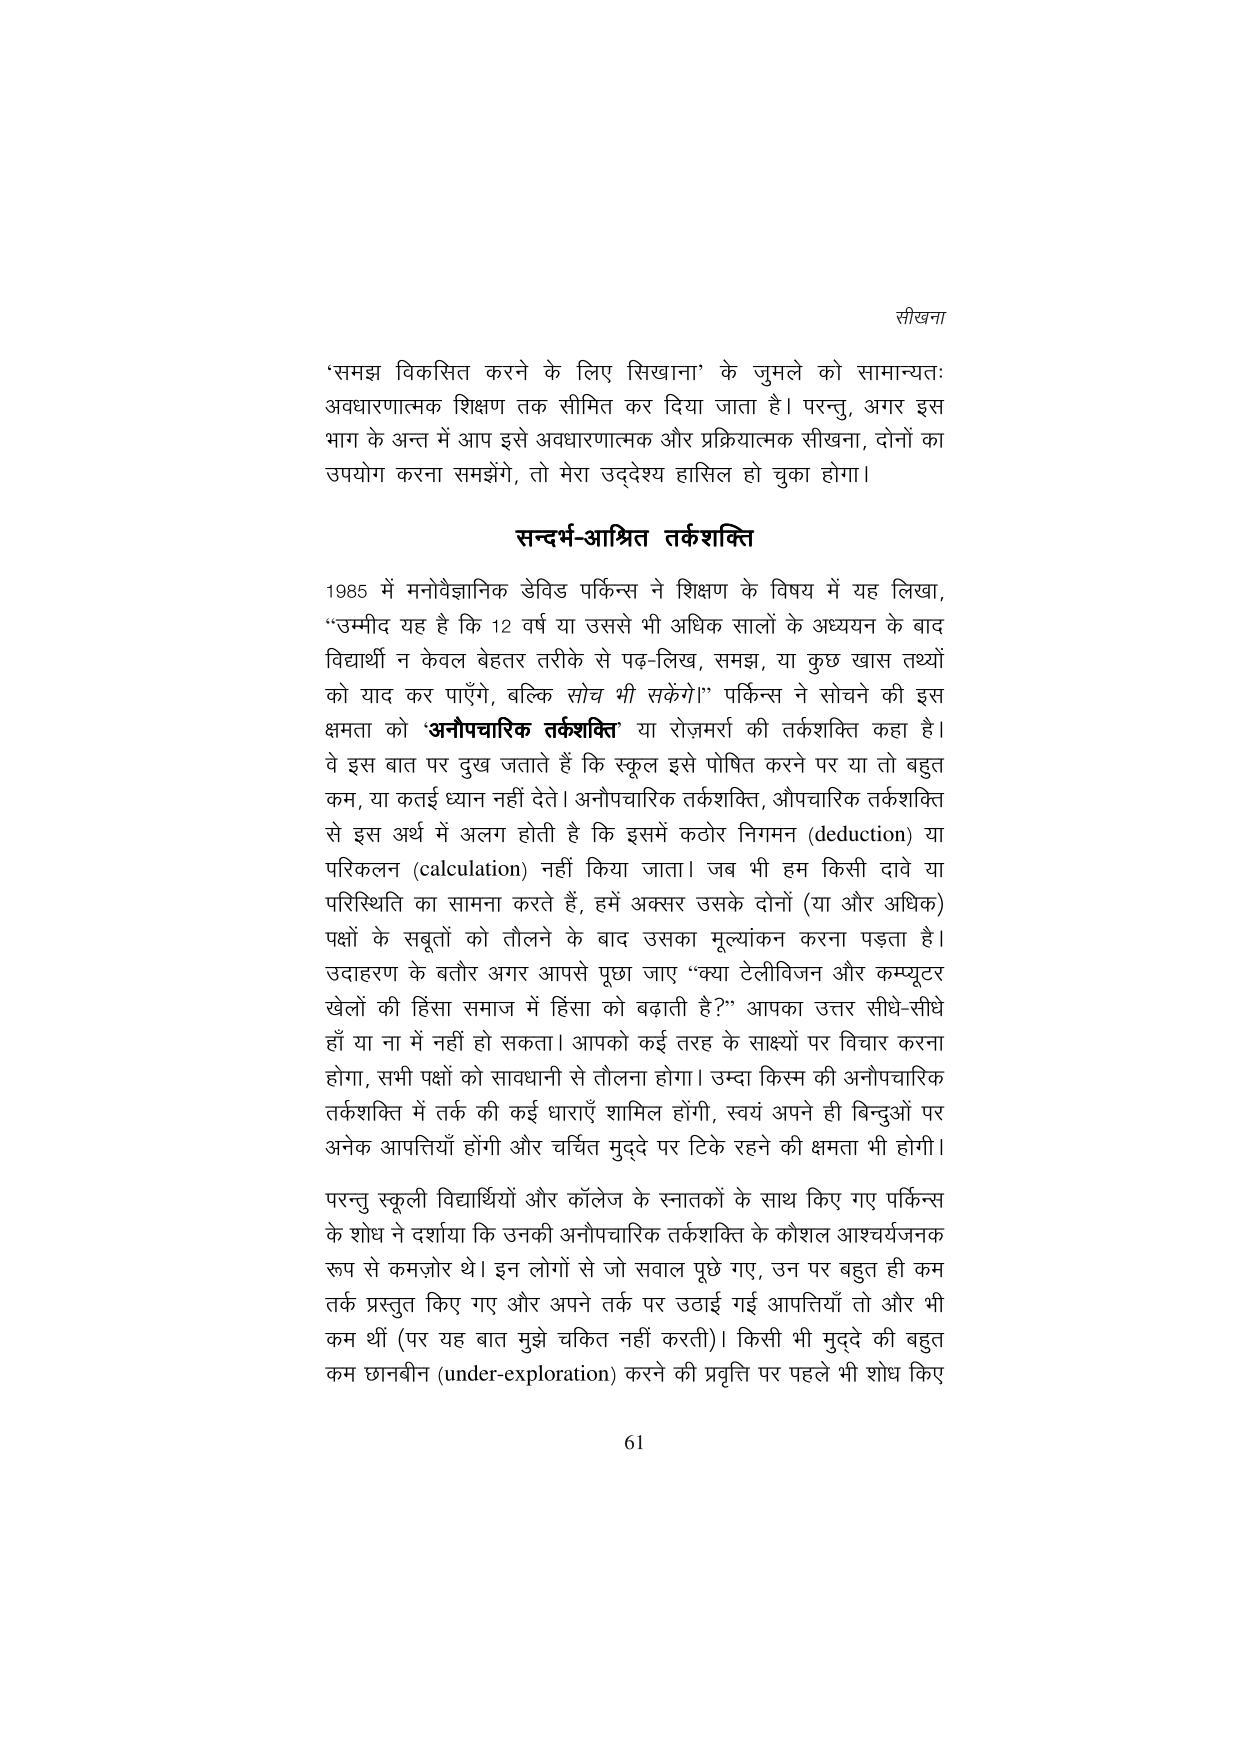 सीखना
‘समझ विकसित करने के लिए सिखाना’ के जुमले को सामान्यतः
अवधारणात्मक शिक्षण तक सीमित कर दिया जाता है। परन्तु, अगर इस
भाग के अन्त में आप इसे अवधारणात्मक और प्रक्रियात्मक सीखना, दोनों का
उपयोग करना समझेंगे, तो मेरा उद्देश्य हासिल हो चुका होगा।
सन्दर्भ-आश्रित तर्कशक्ति
1985 में मनोवैज्ञानिक डेविड पर्किन्स ने शिक्षण के विषय में यह लिखा,
“उम्मीद यह है कि 12 वर्ष या उससे भी अधिक सालों के अध्ययन के बाद
विद्यार्थी न केवल बेहतर तरीके से पढ़-लिख, समझ, या कुछ खास तथ्यों
को याद कर पाएँगे, बल्कि सोच भी सकेंगे।” पर्किन्स ने सोचने की इस
क्षमता को ‘अनौपचारिक तर्कशक्ति’ या रोज़मर्रा की तर्कशक्ति कहा है।
वे इस बात पर दुख जताते हैं कि स्कूल इसे पोषित करने पर या तो बहुत
कम, या कतई ध्यान नहीं देते। अनौपचारिक तर्कशक्ति, औपचारिक तर्कशक्ति
से इस अर्थ में अलग होती है कि इसमें कठोर निगमन (deduction) या
परिकलन (calculation) नहीं किया जाता। जब भी हम किसी दावे या
परिस्थिति का सामना करते हैं, हमें अक्सर उसके दोनों (या और अधिक)
पक्षों के सबूतों को तौलने के बाद उसका मूल्यांकन करना पड़ता है।
उदाहरण के बतौर अगर आपसे पूछा जाए “क्या टेलीविजन और कम्प्यूटर
खेलों की हिंसा समाज में हिंसा को बढ़ाती है?” आपका उत्तर सीधे-सीधे
हाँ या ना में नहीं हो सकता। आपको कई तरह के साक्ष्यों पर विचार करना
होगा, सभी पक्षों को सावधानी से तौलना होगा। उम्दा किस्म की अनौपचारिक
तर्कशक्ति में तर्क की कई धाराएँ शामिल होंगी, स्वयं अपने ही बिन्दुओं पर
अनेक आपत्तियाँ होंगी और चर्चित मुद्दे पर टिके रहने की क्षमता भी होगी।
परन्तु स्कूली विद्यार्थियों और कॉलेज के स्नातकों के साथ किए गए पर्किन्स
के शोध ने दर्शाया कि उनकी अनौपचारिक तर्कशक्ति के कौशल आश्चर्यजनक
रूप से कमज़ोर थे। इन लोगों से जो सवाल पूछे गए, उन पर बहुत ही कम
तर्क प्रस्तुत किए गए और अपने तर्क पर उठाई गई आपत्तियाँ तो और भी
कम थीं (पर यह बात मुझे चकित नहीं करती)। किसी भी मुद्दे की बहुत
कम छानबीन (under-exploration) करने की प्रवृत्ति पर पहले भी शोध किए
61